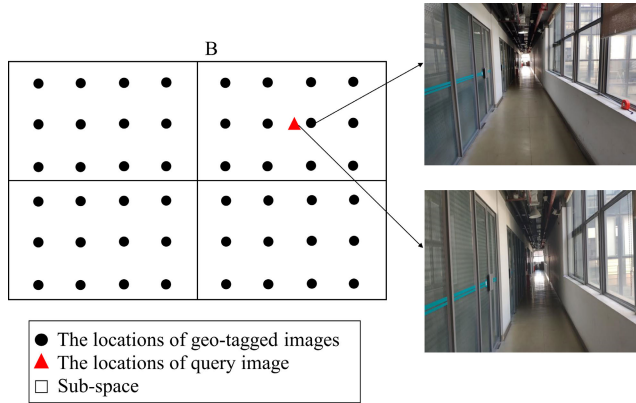 B
The locations of geo-tagged images
The locations of query image
Sub-space